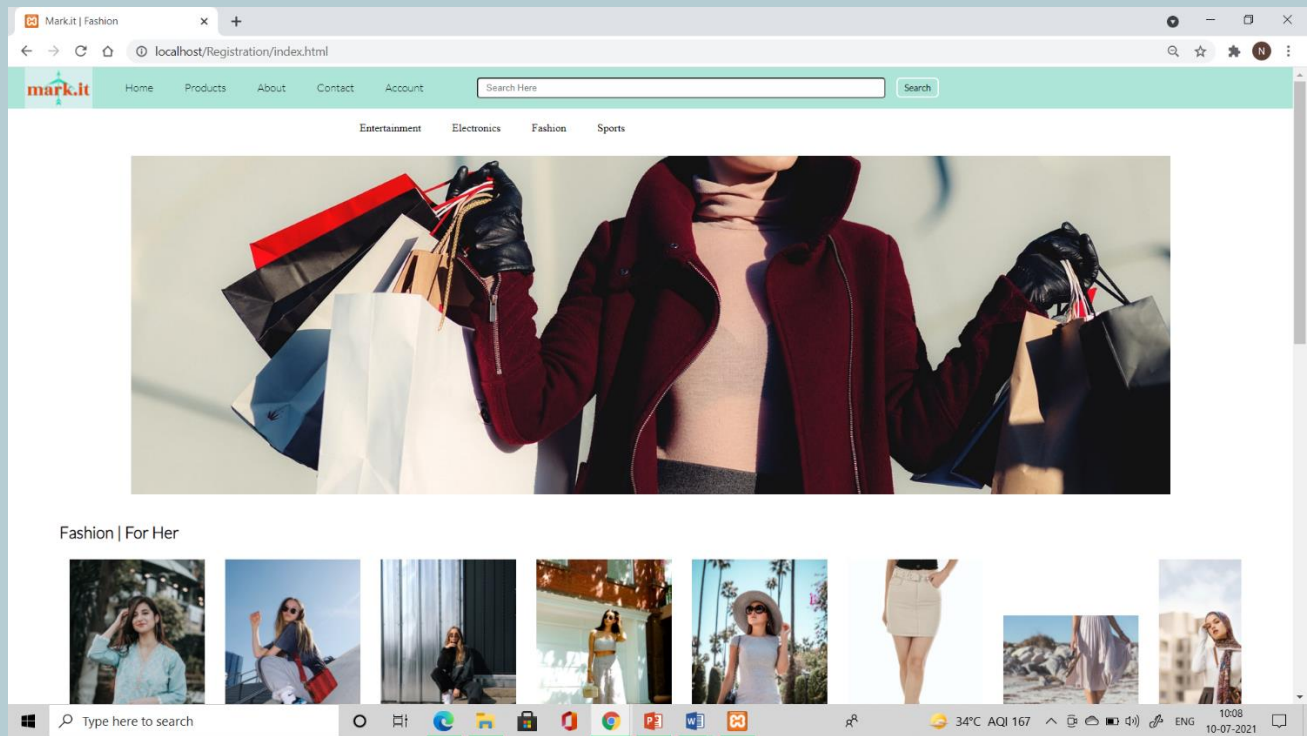 Mark.it | Fashion
localhost/Registration/index.html
N
mark.it Home Products About Contact Account Search Here Search
Entertainment Electronics Fashion Sports
Fashion | For Her
Type here to search
34°C AQI 167 ENG 10:08
10-07-2021